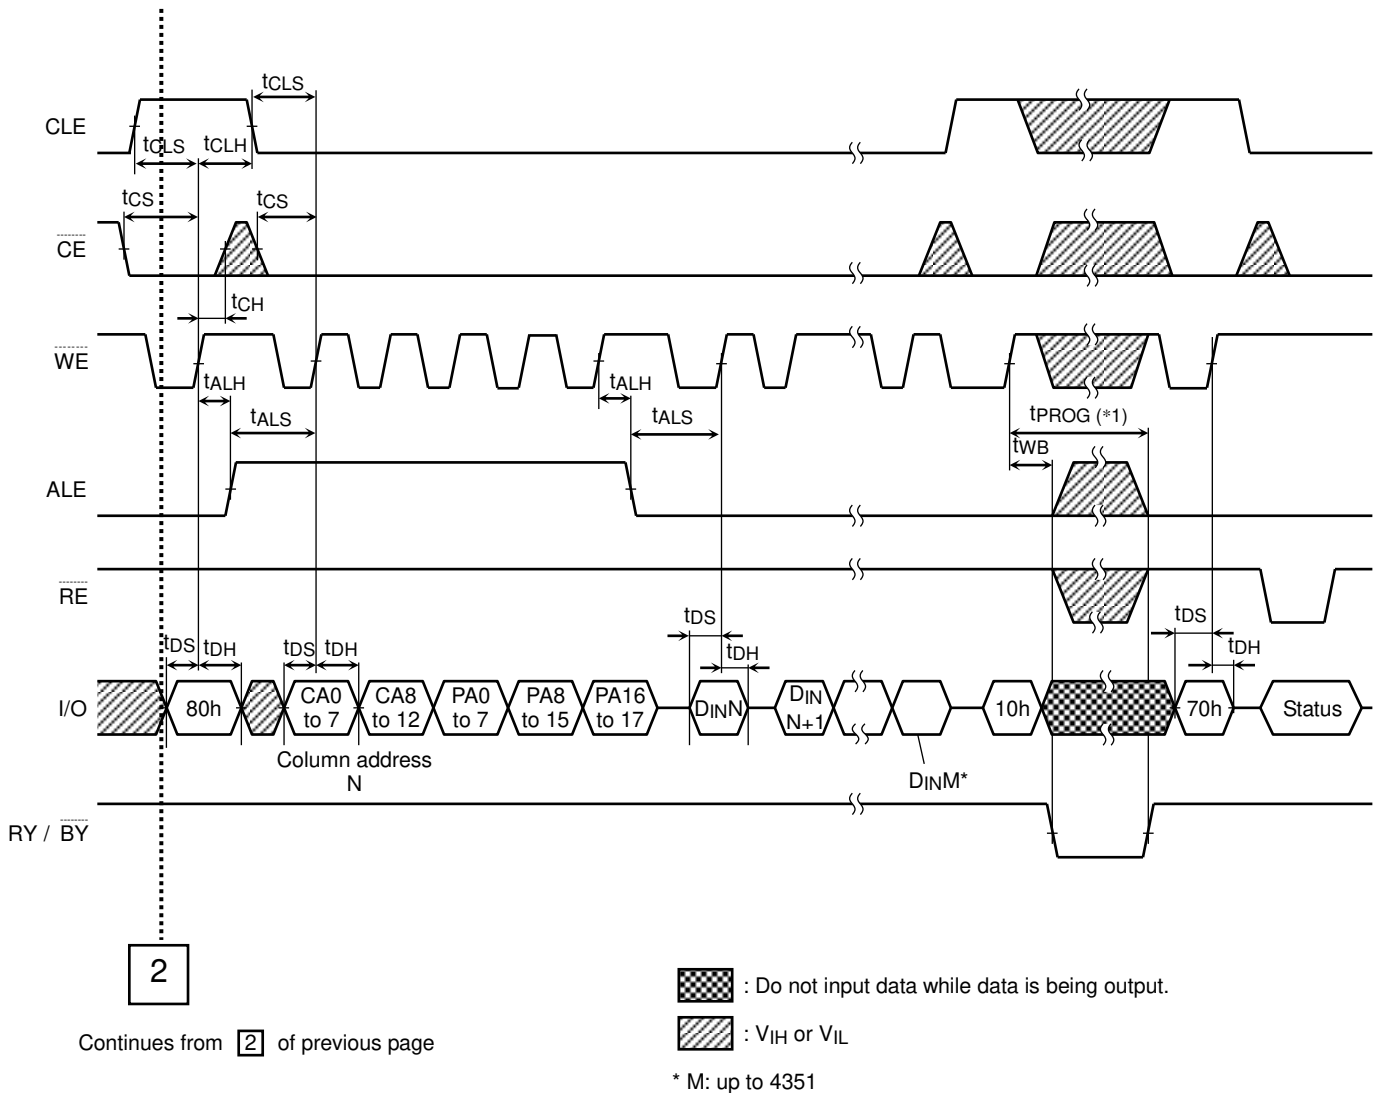 tCLS
CLE
tCLS tCLH
tCS tCS
CE
tCH
WE
tALH tALH
tALS tALS tPROG (*1)
tWB
ALE
RE
tDS tDS
tDH tDH
tDS tDH tDS tDH
I/O 80h CA0 to 7 CA8 to 12 PA0 to 7 PA8 to 15 PA16 to 17 DINN DIN N+1 10h 70h Status
Column address
N
DINM*
RY / BY
2
: Do not input data while data is being output.
: VIH or VIL
Continues from 2 of previous page
* M: up to 4351